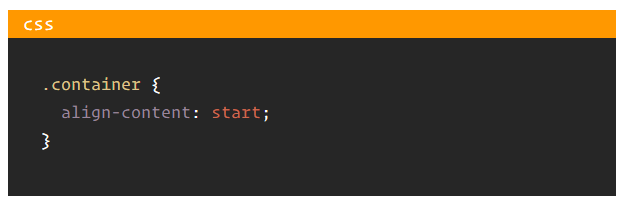 css
.container {
  align-content: start;
}